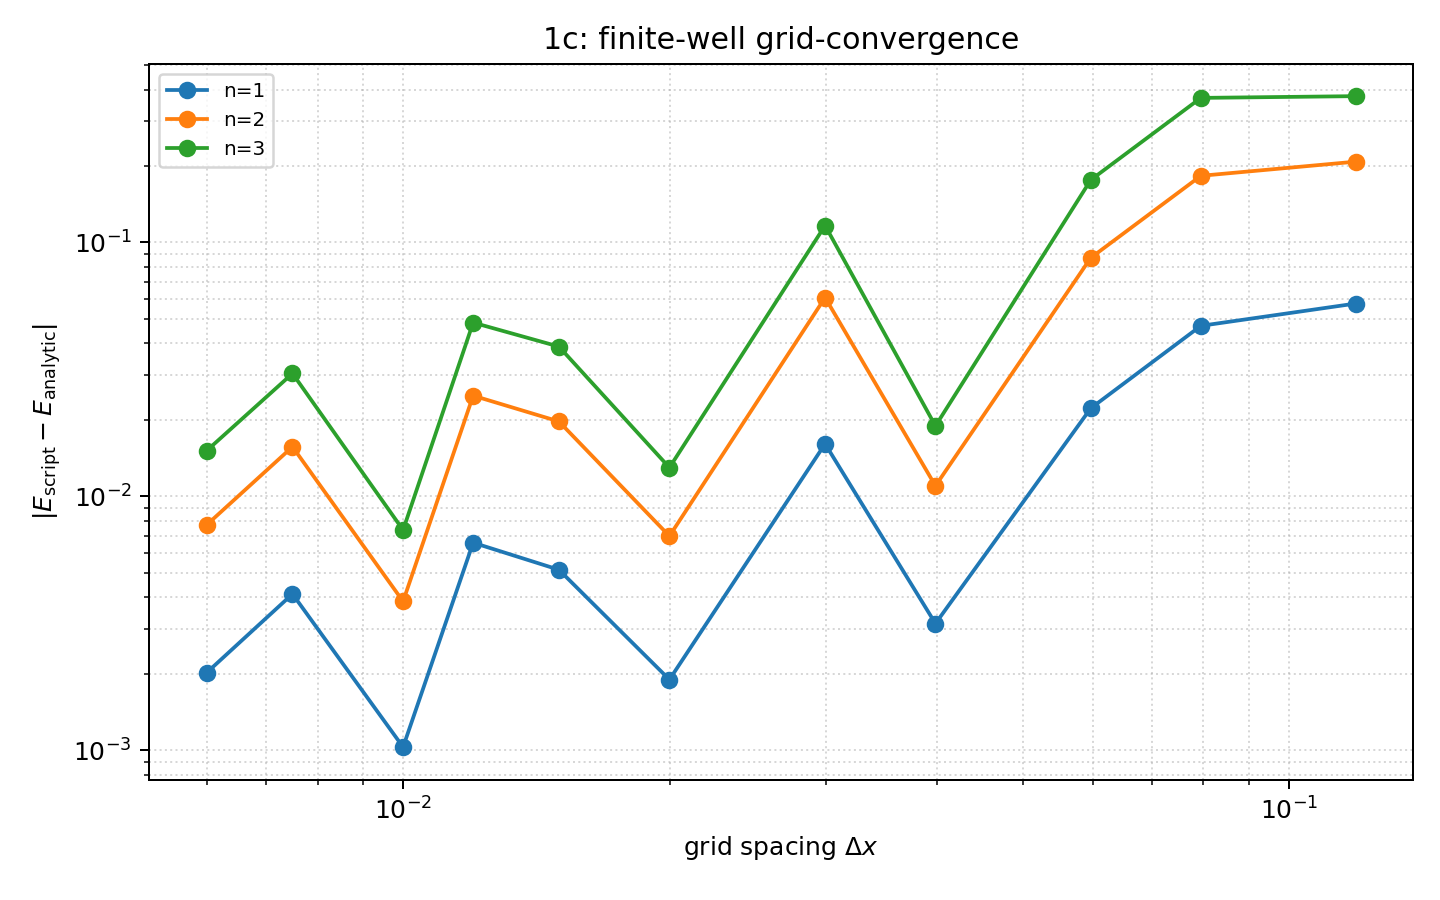 1c: finite-well grid-convergence
n=1
n=2
n=3
|E_script − E_analytic|
10⁻¹
10⁻²
10⁻³
10⁻²
10⁻¹
grid spacing Δx